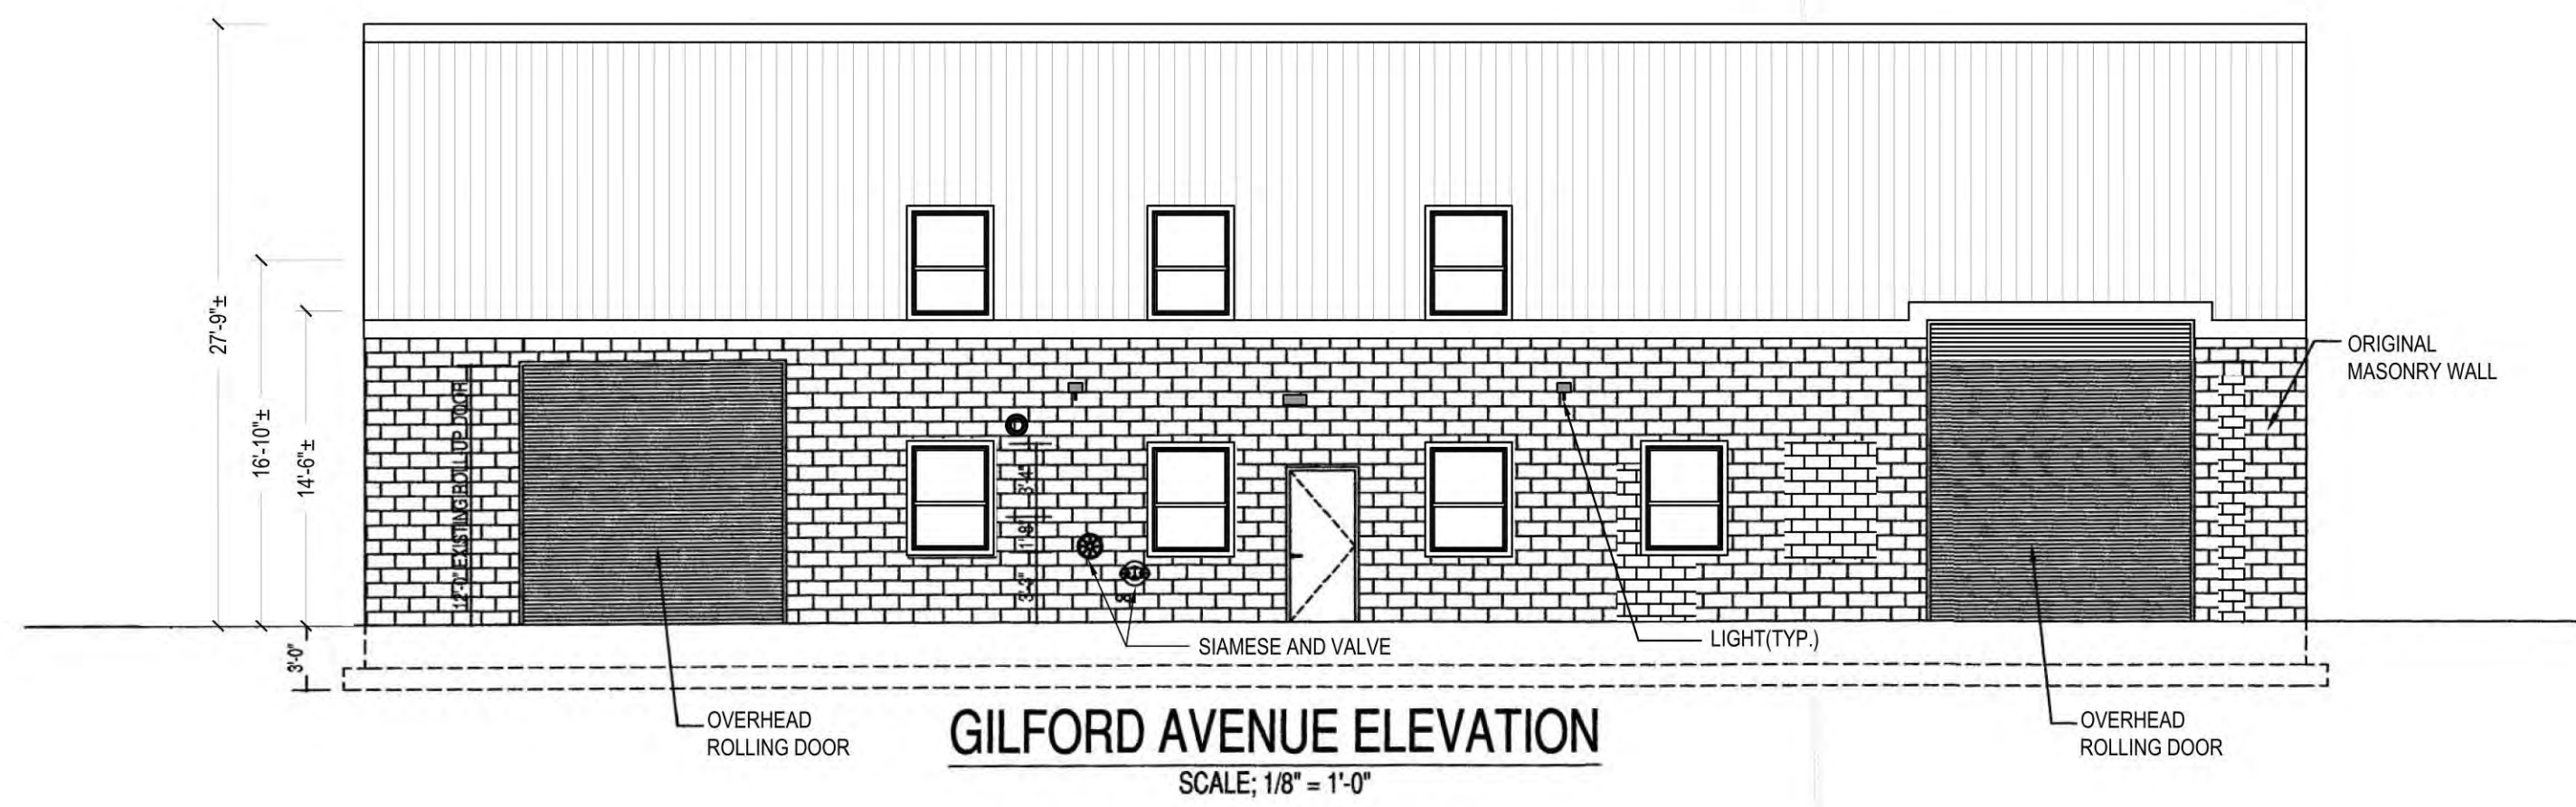 27'-9"±
16'-10"±
14'-6"±
3'-0"
12'-0" EXISTING ROLL UP DOOR
3'-4"
1'-9"
3'-3"
ORIGINAL
MASONRY WALL
SIAMESE AND VALVE
LIGHT(TYP.)
OVERHEAD
ROLLING DOOR
OVERHEAD
ROLLING DOOR
GILFORD AVENUE ELEVATION
SCALE; 1/8" = 1'-0"